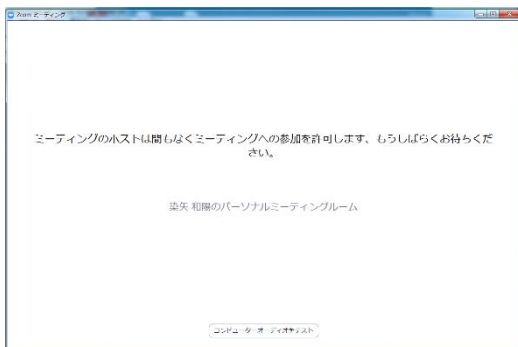 Zoom ミーティング
ミーティングのホストは間もなくミーティングへの参加を許可します、もうしばらくお待ちくだ
さい。
染矢 和陽のパーソナルミーティングルーム
コンピューターオーディオをテスト